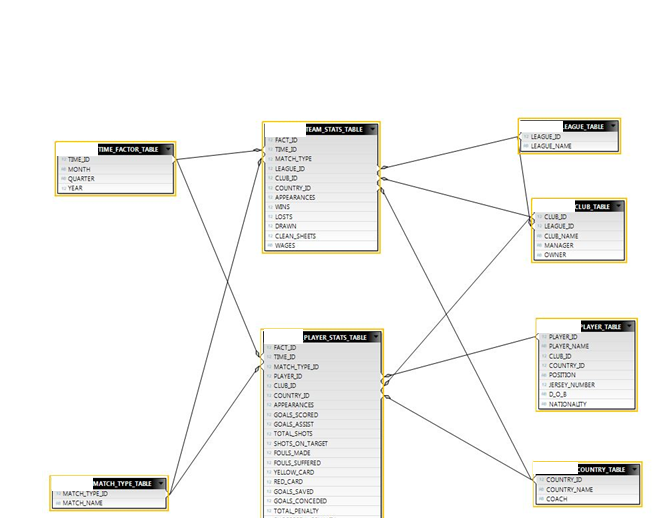 TEAM_STATS_TABLE
FACT_ID
TIME_ID
MATCH_TYPE
LEAGUE_ID
CLUB_ID
COUNTRY_ID
APPEARANCES
WINS
LOSTS
DRAWN
CLEAN_SHEETS
WAGES
LEAGUE_TABLE
LEAGUE_ID
LEAGUE_NAME
TIME_FACTOR_TABLE
TIME_ID
MONTH
QUARTER
YEAR
CLUB_TABLE
CLUB_ID
LEAGUE_ID
CLUB_NAME
MANAGER
OWNER
PLAYER_STATS_TABLE
FACT_ID
TIME_ID
MATCH_TYPE_ID
PLAYER_ID
CLUB_ID
COUNTRY_ID
APPEARANCES
GOALS_SCORED
GOALS_ASSIST
TOTAL_SHOTS
SHOTS_ON_TARGET
FOULS_MADE
FOULS_SUFFERED
YELLOW_CARD
RED_CARD
GOALS_SAVED
GOALS_CONCEDED
TOTAL_PENALTY
PLAYER_TABLE
PLAYER_ID
PLAYER_NAME
CLUB_ID
COUNTRY_ID
POSITION
JERSEY_NUMBER
D_O_B
NATIONALITY
MATCH_TYPE_TABLE
MATCH_TYPE_ID
MATCH_NAME
COUNTRY_TABLE
COUNTRY_ID
COUNTRY_NAME
COACH